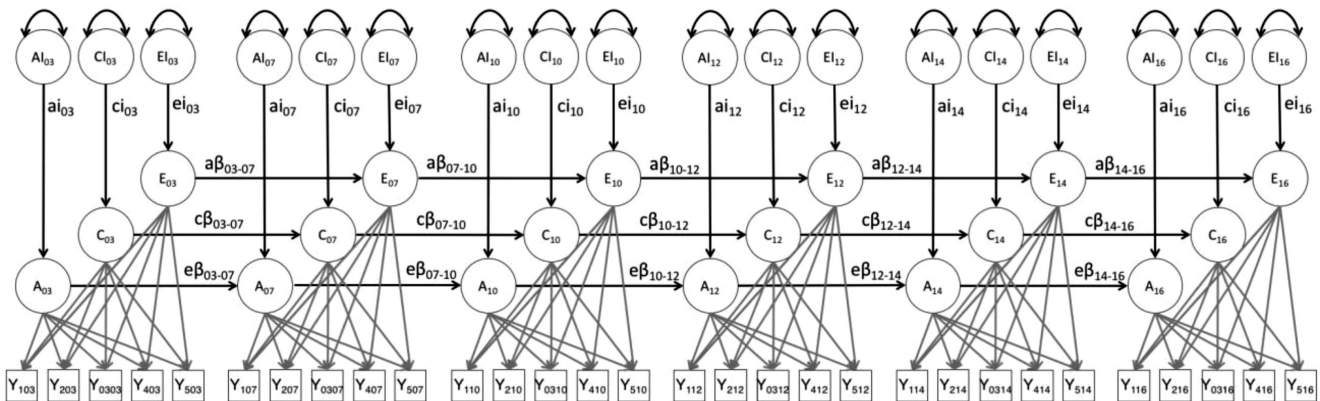 AI03 CI03 EI03 AI07 CI07 EI07 AI10 CI10 EI10 AI12 CI12 EI12 AI14 CI14 EI14 AI16 CI16 EI16
ai03 ci03 ei03 ai07 ci07 ei07 ai10 ci10 ei10 ai12 ci12 ei12 ai14 ci14 ei14 ai16 ci16 ei16
E03 aβ03-07 E07 aβ07-10 E10 aβ10-12 E12 aβ12-14 E14 aβ14-16 E16
C03 cβ03-07 C07 cβ07-10 C10 cβ10-12 C12 cβ12-14 C14 cβ14-16 C16
A03 eβ03-07 A07 eβ07-10 A10 eβ10-12 A12 eβ12-14 A14 eβ14-16 A16
Y103 Y203 Y0303 Y403 Y503 Y107 Y207 Y0307 Y407 Y507 Y110 Y210 Y0310 Y410 Y510 Y112 Y212 Y0312 Y412 Y512 Y114 Y214 Y0314 Y414 Y514 Y116 Y216 Y0316 Y416 Y516